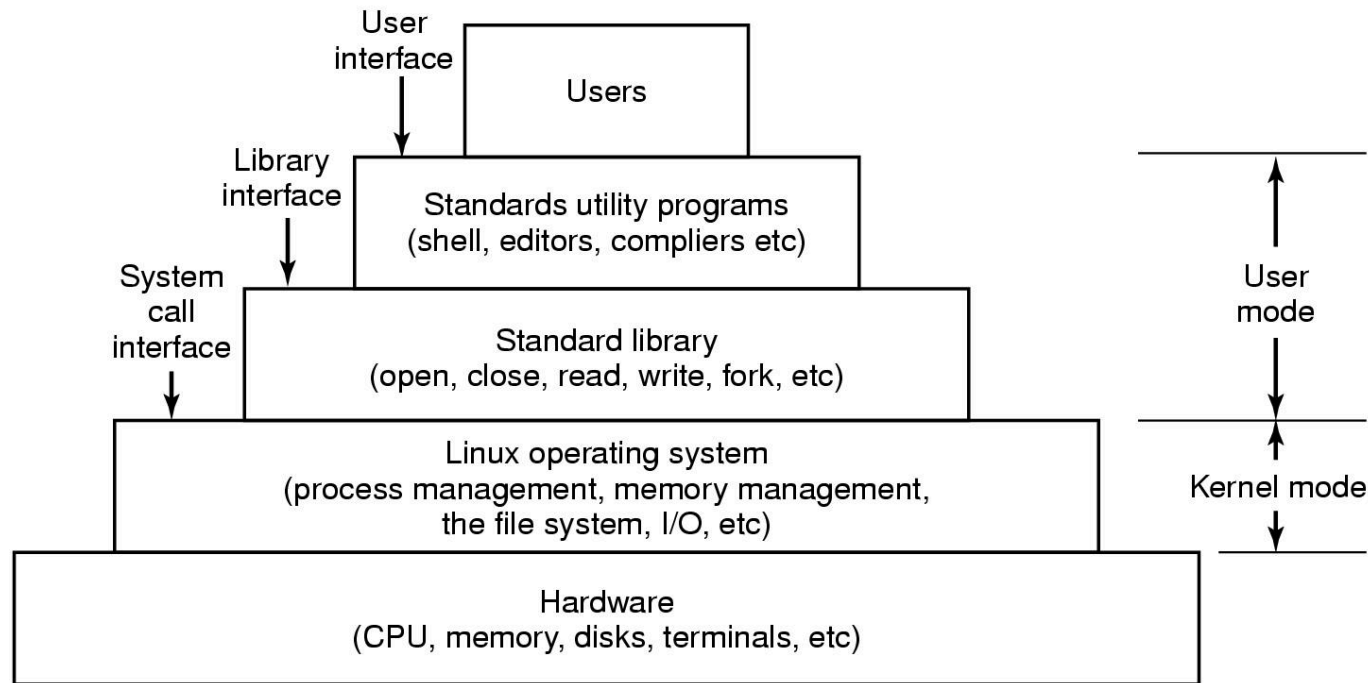 User
interface
Users
Library
interface
Standards utility programs
(shell, editors, compliers etc)
System
call
interface
User
mode
Standard library
(open, close, read, write, fork, etc)
Linux operating system
(process management, memory management,
the file system, I/O, etc)
Kernel mode
Hardware
(CPU, memory, disks, terminals, etc)